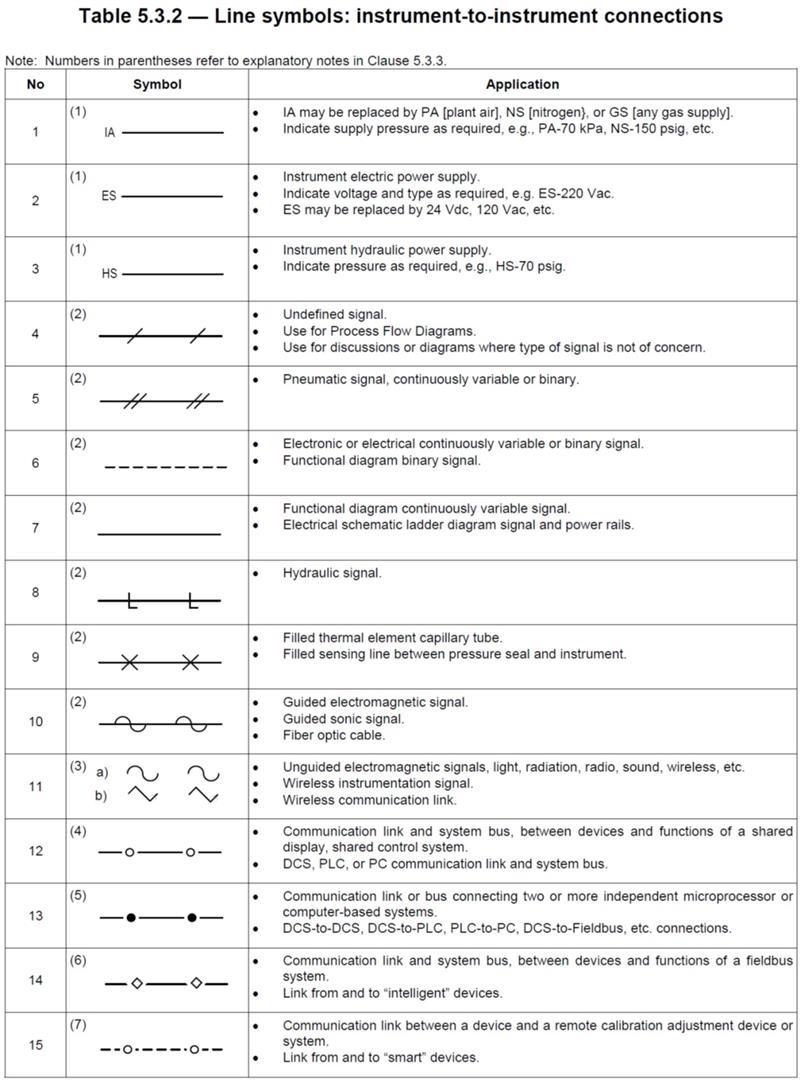 Table 5.3.2 — Line symbols: instrument-to-instrument connections
Note: Numbers in parentheses refer to explanatory notes in Clause 5.3.3.
No Symbol Application
1
(1)
IA
• IA may be replaced by PA [plant air], NS [nitrogen}, or GS [any gas supply].
• Indicate supply pressure as required, e.g., PA-70 kPa, NS-150 psig, etc.
2
(1)
ES
• Instrument electric power supply.
• Indicate voltage and type as required, e.g. ES-220 Vac.
• ES may be replaced by 24 Vdc, 120 Vac, etc.
3
(1)
HS
• Instrument hydraulic power supply.
• Indicate pressure as required, e.g., HS-70 psig.
4
(2)
• Undefined signal.
• Use for Process Flow Diagrams.
• Use for discussions or diagrams where type of signal is not of concern.
5
(2)
• Pneumatic signal, continuously variable or binary.
6
(2)
• Electronic or electrical continuously variable or binary signal.
• Functional diagram binary signal.
7
(2)
• Functional diagram continuously variable signal.
• Electrical schematic ladder diagram signal and power rails.
8
(2)
• Hydraulic signal.
9
(2)
• Filled thermal element capillary tube.
• Filled sensing line between pressure seal and instrument.
10
(2)
• Guided electromagnetic signal.
• Guided sonic signal.
• Fiber optic cable.
11
(3) a)
b)
• Unguided electromagnetic signals, light, radiation, radio, sound, wireless, etc.
• Wireless instrumentation signal.
• Wireless communication link.
12
(4)
• Communication link and system bus, between devices and functions of a shared
display, shared control system.
• DCS, PLC, or PC communication link and system bus.
13
(5)
• Communication link or bus connecting two or more independent microprocessor or
computer-based systems.
• DCS-to-DCS, DCS-to-PLC, PLC-to-PC, DCS-to-Fieldbus, etc. connections.
14
(6)
• Communication link and system bus, between devices and functions of a fieldbus
system.
• Link from and to “intelligent” devices.
15
(7)
• Communication link between a device and a remote calibration adjustment device or
system.
• Link from and to “smart” devices.